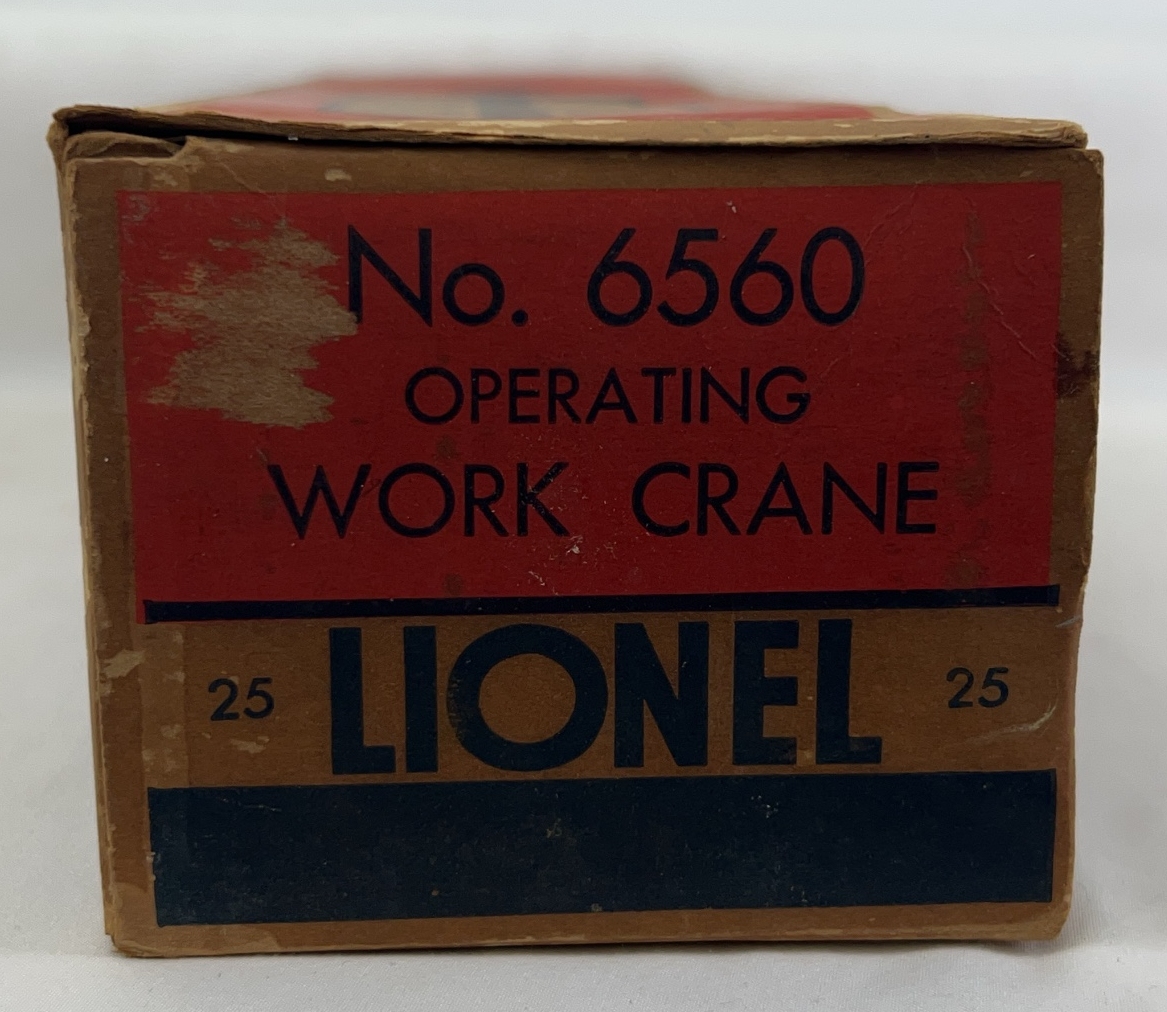 No. 6560
OPERATING
WORK CRANE
25 LIONEL 25